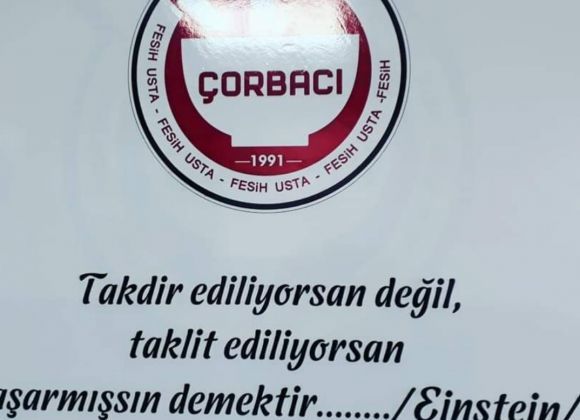 ÇORBACI
1991
FESİH USTA - FESİH USTA - FESİH USTA - FESİH USTA - FESİH
Takdir ediliyorsan değil,
taklit ediliyorsan
aşarmışsın demektir......../Einstein/